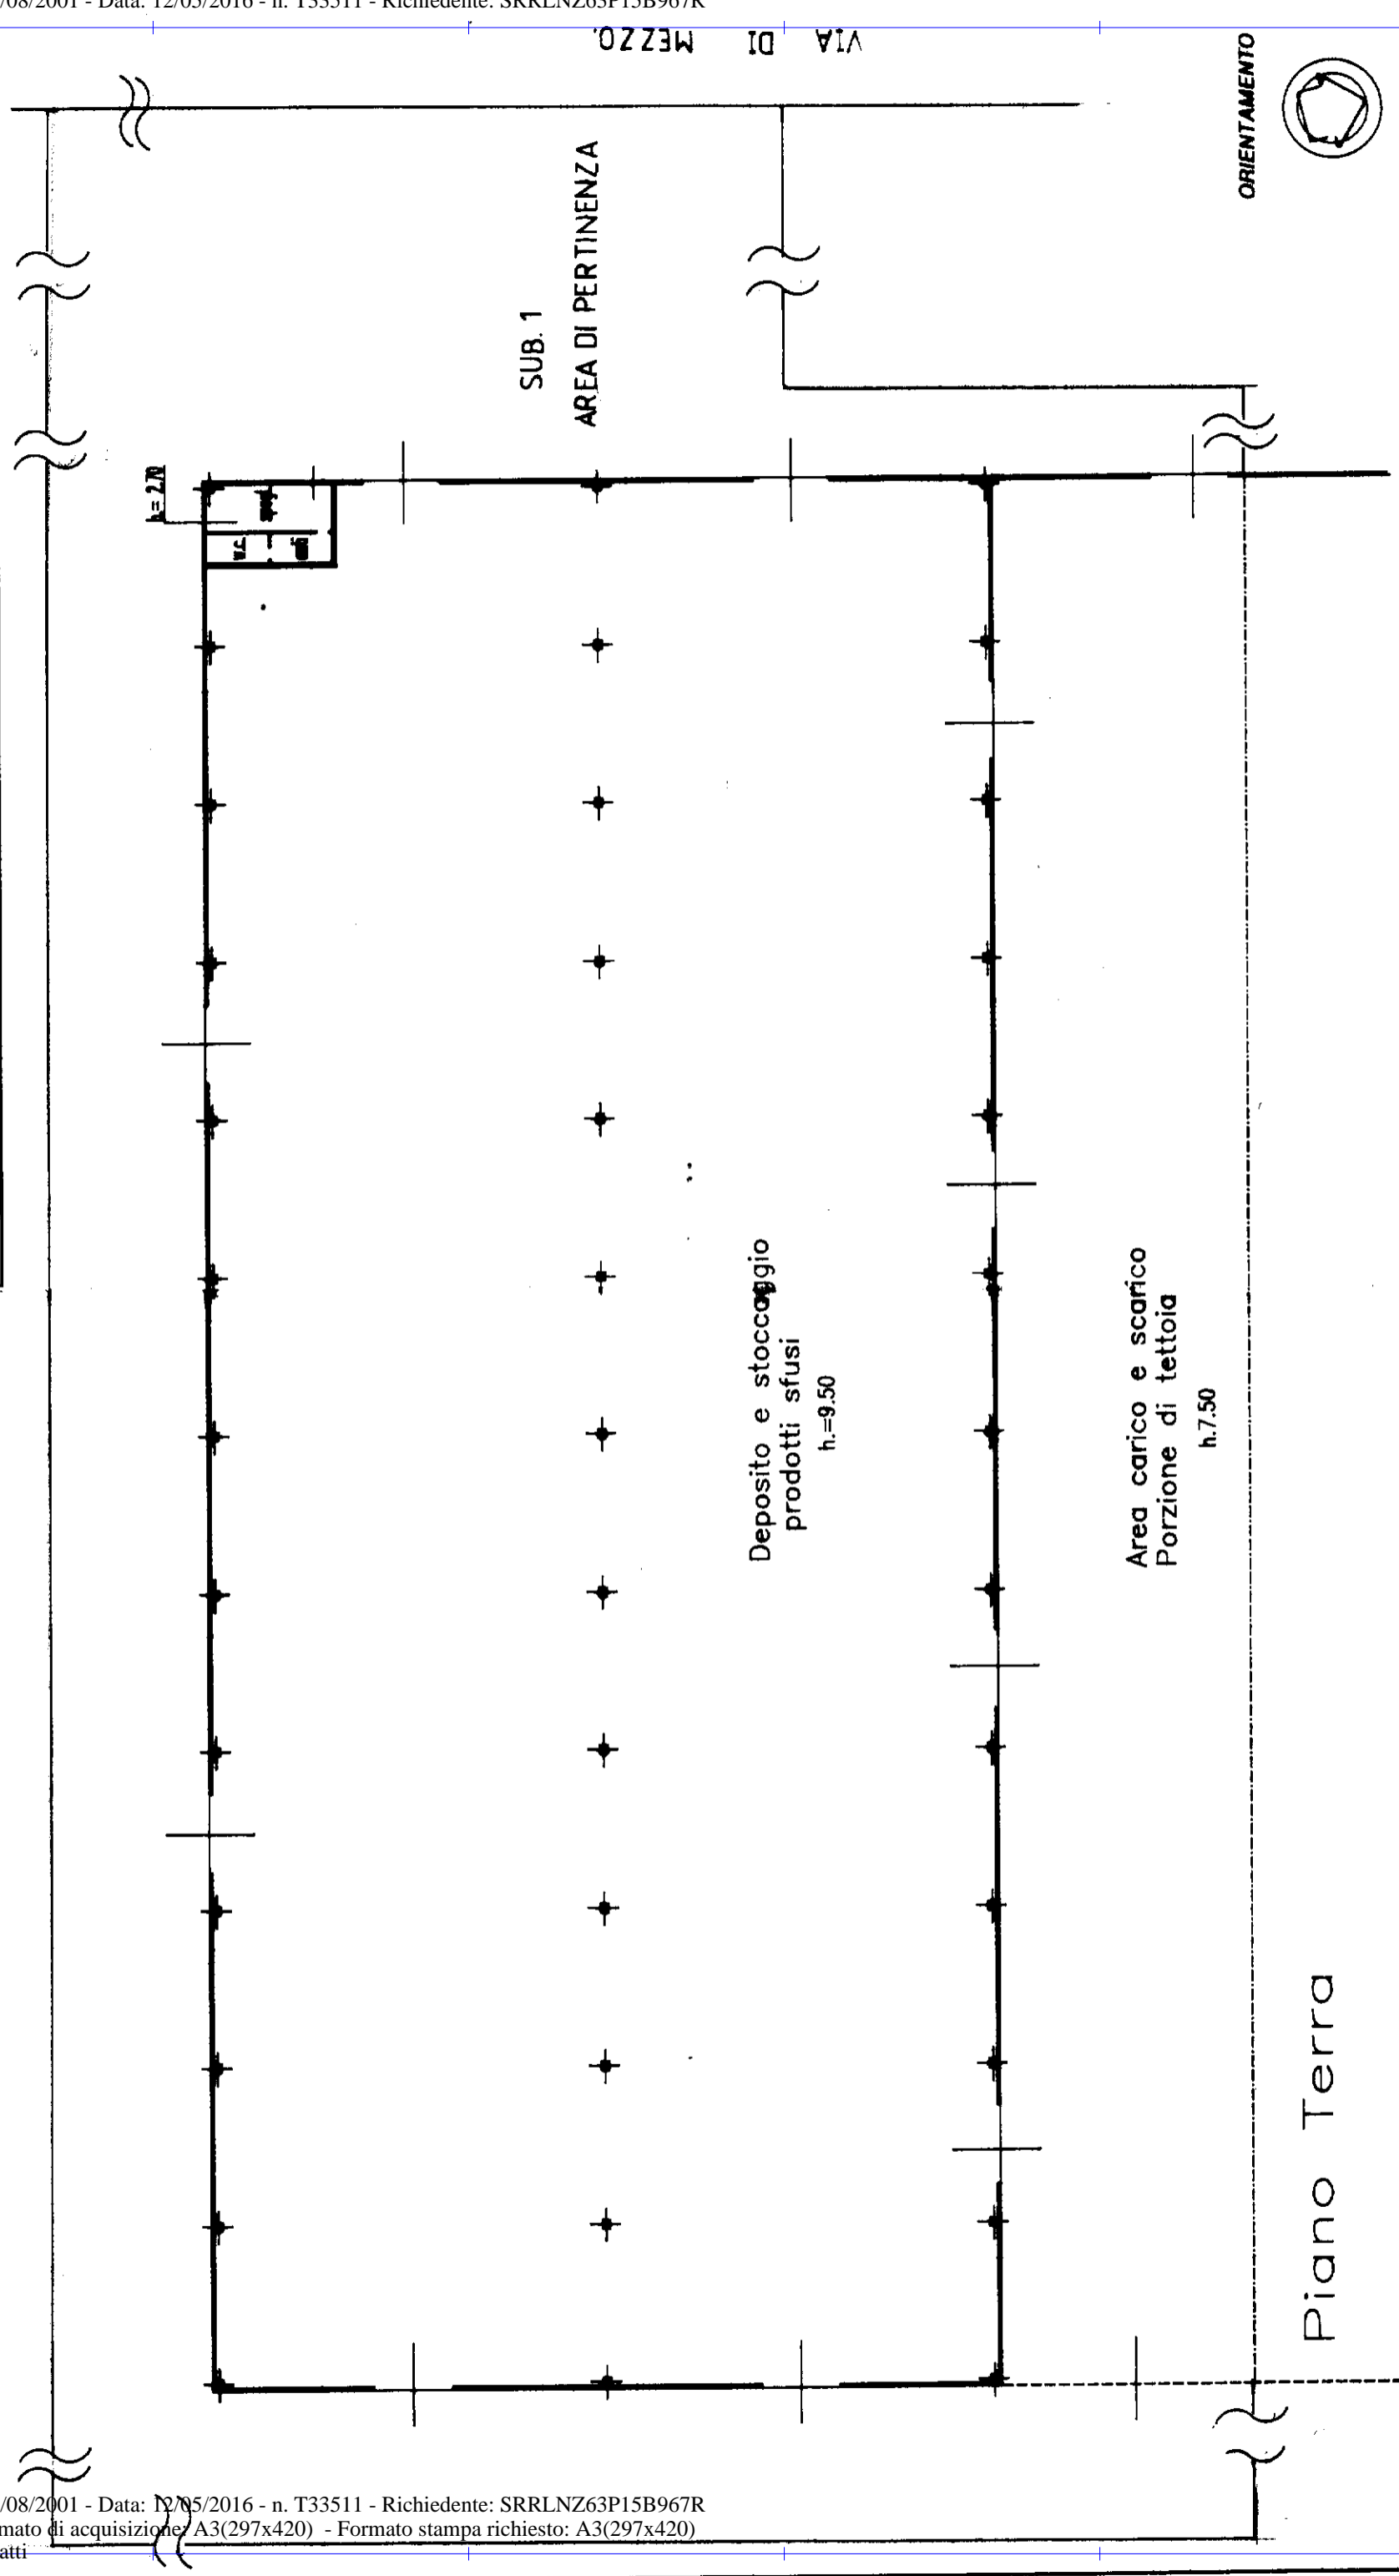 /08/2001 - Data: 12/05/2016 - n. T33511 - Richiedente: SRRLNZ63P15B967R
VIA DI MEZZO.
ORIENTAMENTO
SUB. 1
AREA DI PERTINENZA
h.= 2.70
w.c.
Deposito e stoccaggio
prodotti sfusi
h.=9.50
Area carico e scarico
Porzione di tettoia
h.7.50
Piano Terra
/08/2001 - Data: 12/05/2016 - n. T33511 - Richiedente: SRRLNZ63P15B967R
mato di acquisizione: A3(297x420) - Formato stampa richiesto: A3(297x420)
atti